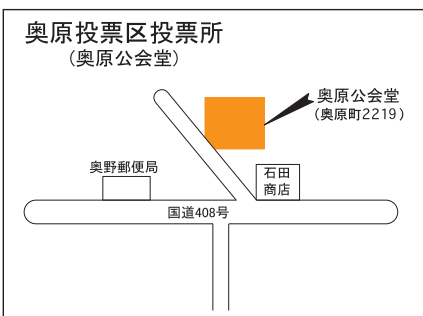 奥原投票区投票所
(奥原公会堂)
奥原公会堂
(奥原町2219)
奥野郵便局
石田
商店
国道408号